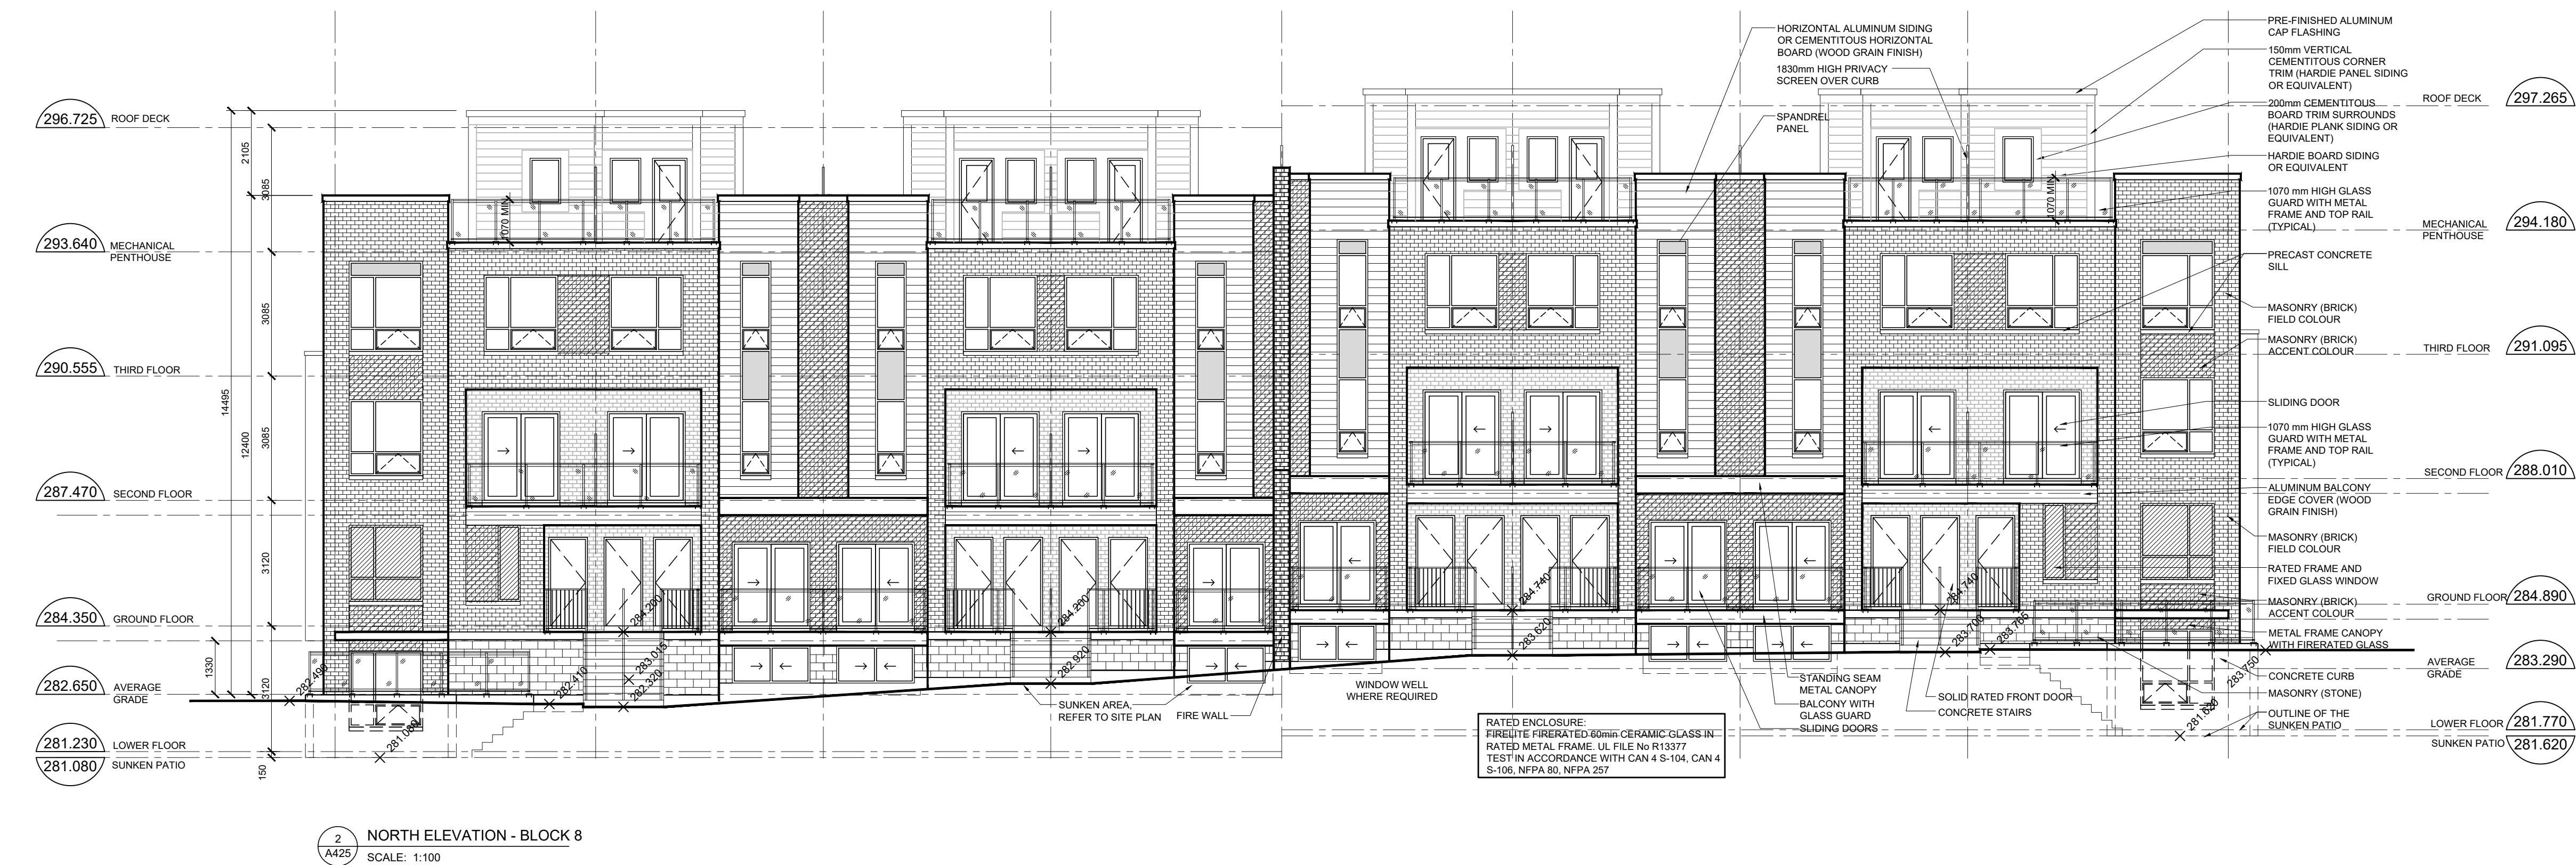 HORIZONTAL ALUMINUM SIDING
OR CEMENTITOUS HORIZONTAL
BOARD (WOOD GRAIN FINISH)
1830mm HIGH PRIVACY
SCREEN OVER CURB
SPANDREL
PANEL
PRE-FINISHED ALUMINUM
CAP FLASHING
150mm VERTICAL
CEMENTITOUS CORNER
TRIM (HARDIE PANEL SIDING
OR EQUIVALENT)
200mm CEMENTITOUS
BOARD TRIM SURROUNDS
(HARDIE PLANK SIDING OR
EQUIVALENT)
HARDIE BOARD SIDING
OR EQUIVALENT
1070 mm HIGH GLASS
GUARD WITH METAL
FRAME AND TOP RAIL
(TYPICAL)
PRECAST CONCRETE
SILL
MASONRY (BRICK)
FIELD COLOUR
MASONRY (BRICK)
ACCENT COLOUR
SLIDING DOOR
1070 mm HIGH GLASS
GUARD WITH METAL
FRAME AND TOP RAIL
(TYPICAL)
ALUMINUM BALCONY
EDGE COVER (WOOD
GRAIN FINISH)
MASONRY (BRICK)
FIELD COLOUR
RATED FRAME AND
FIXED GLASS WINDOW
MASONRY (BRICK)
ACCENT COLOUR
METAL FRAME CANOPY
WITH FIRERATED GLASS
CONCRETE CURB
MASONRY (STONE)
OUTLINE OF THE
SUNKEN PATIO
296.725 ROOF DECK
293.640 MECHANICAL
PENTHOUSE
290.555 THIRD FLOOR
287.470 SECOND FLOOR
284.350 GROUND FLOOR
282.650 AVERAGE
GRADE
281.230 LOWER FLOOR
281.080 SUNKEN PATIO
14495
2105
12400
1330
3085
3085
3085
3120
3120
150
1070 MIN
1070 MIN
ROOF DECK 297.265
MECHANICAL 294.180
PENTHOUSE
THIRD FLOOR 291.095
SECOND FLOOR 288.010
GROUND FLOOR 284.890
AVERAGE 283.290
GRADE
LOWER FLOOR 281.770
SUNKEN PATIO 281.620
282.490
281.080
282.410
284.200
283.015
282.320
284.200
282.920
284.740
283.620
284.740
283.700
283.765
283.750
281.620
SUNKEN AREA,
REFER TO SITE PLAN
FIRE WALL
WINDOW WELL
WHERE REQUIRED
STANDING SEAM
METAL CANOPY
BALCONY WITH
GLASS GUARD
SLIDING DOORS
SOLID RATED FRONT DOOR
CONCRETE STAIRS
RATED ENCLOSURE:
FIRELITE FIRERATED 60min CERAMIC GLASS IN
RATED METAL FRAME. UL FILE No R13377
TEST IN ACCORDANCE WITH CAN 4 S-104, CAN 4
S-106, NFPA 80, NFPA 257
2
A425
NORTH ELEVATION - BLOCK 8
SCALE: 1:100